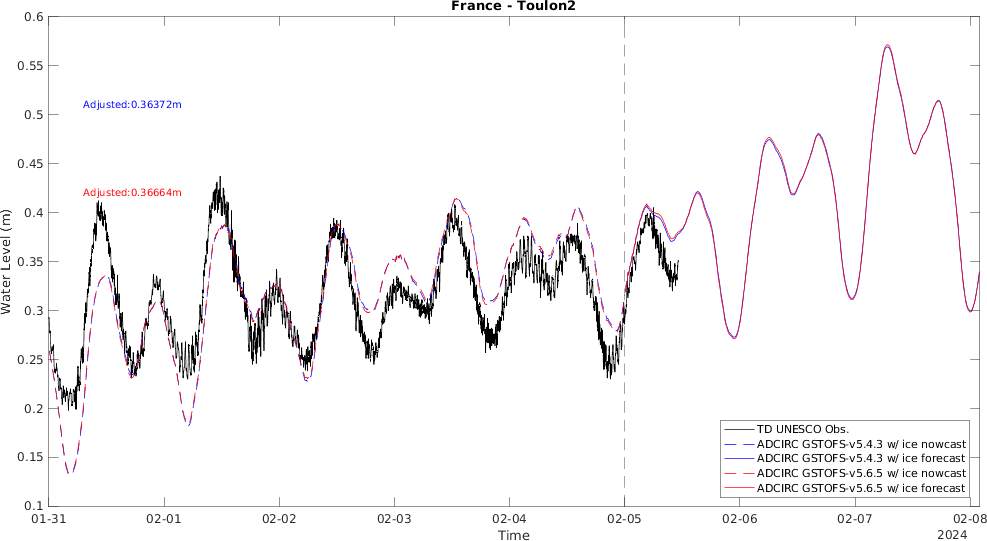 France - Toulon2
0.6
0.55
0.5
0.45
0.4
0.35
0.3
0.25
0.2
0.15
0.1
Water Level (m)
Adjusted:0.36372m
Adjusted:0.36664m
TD UNESCO Obs.
ADCIRC GSTOFS-v5.4.3 w/ ice nowcast
ADCIRC GSTOFS-v5.4.3 w/ ice forecast
ADCIRC GSTOFS-v5.6.5 w/ ice nowcast
ADCIRC GSTOFS-v5.6.5 w/ ice forecast
01-31 02-01 02-02 02-03 02-04 02-05 02-06 02-07 02-08
Time
2024